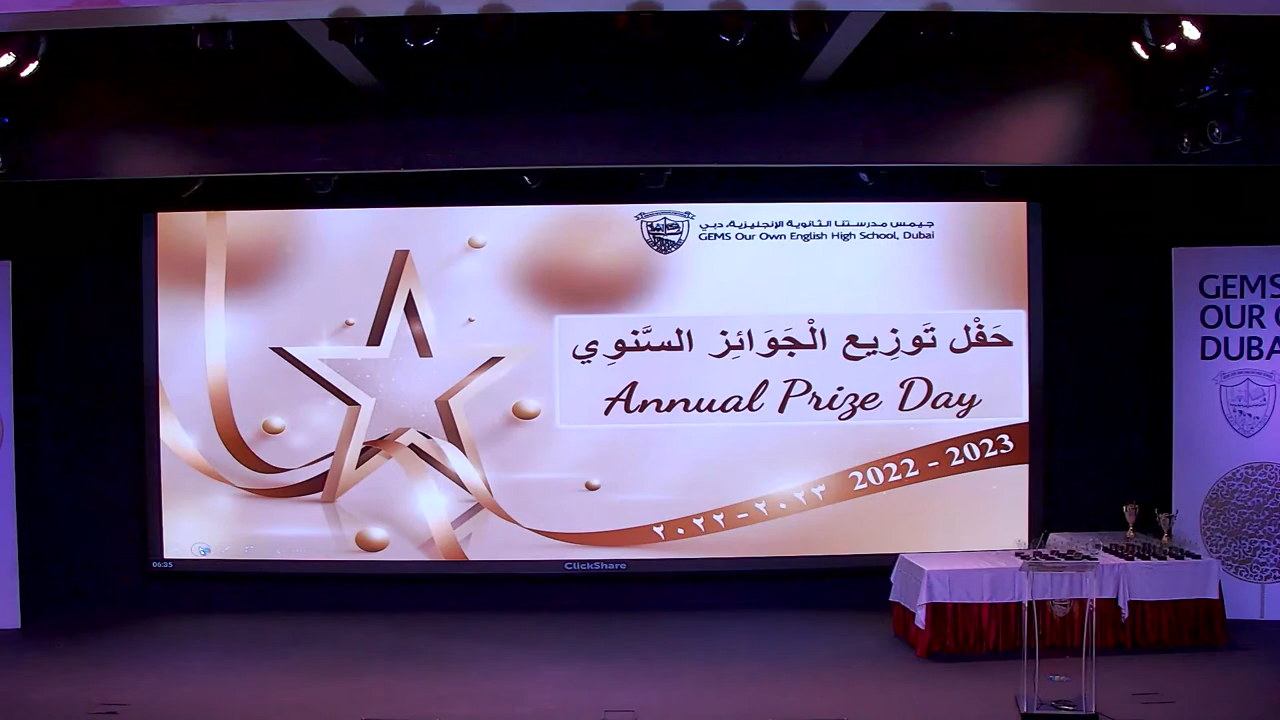 جيمس مدرستنا الثانوية الإنجليزية، دبي
GEMS Our Own English High School, Dubai
حَفْل تَوزِيع الْجَوَائِز السَّنوِي
Annual Prize Day
٢٠٢٢ - ٢٠٢٣ 2022 - 2023
06:35
ClickShare
GEMS
OUR
DUBA